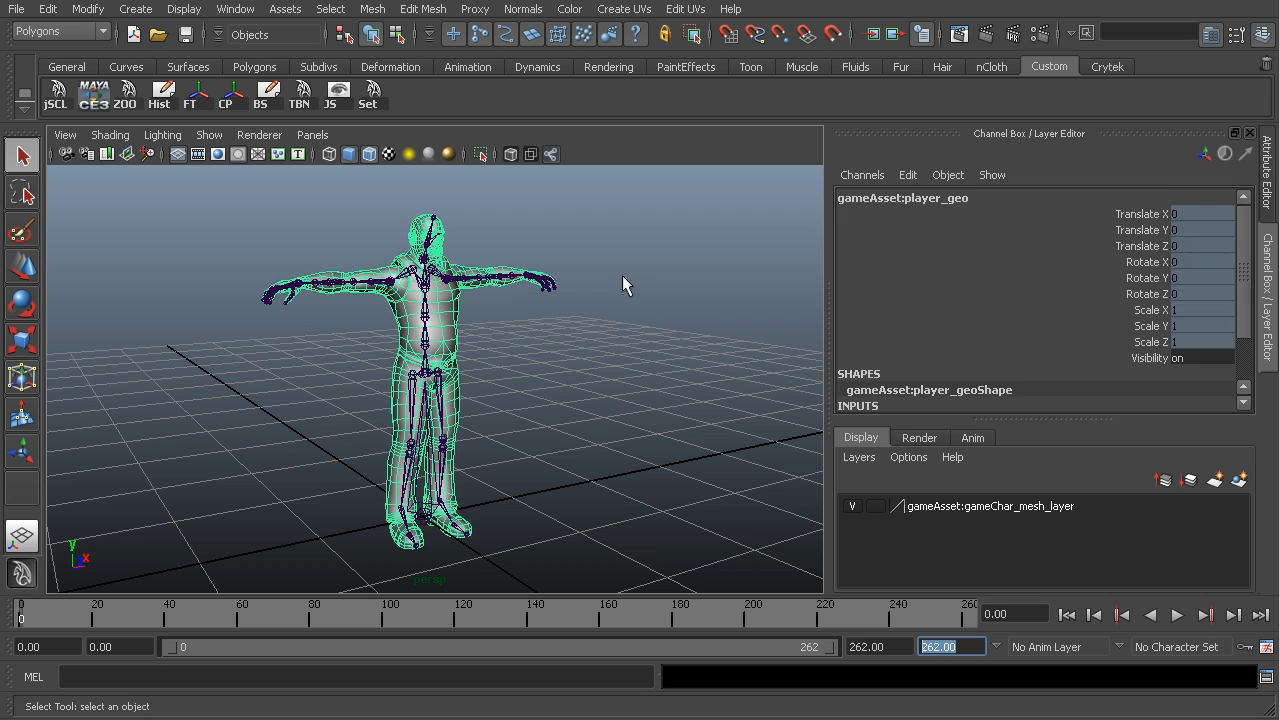 File Edit Modify Create Display Window Assets Select Mesh Edit Mesh Proxy Normals Color Create UVs Edit UVs Help
Polygons Objects
General Curves Surfaces Polygons Subdivs Deformation Animation Dynamics Rendering PaintEffects Toon Muscle Fluids Fur Hair nCloth Custom Crytek
MAYA
jSCL CE3 ZOO Hist FT CP BS TBN JS Set
View Shading Lighting Show Renderer Panels
Channel Box / Layer Editor
Channels Edit Object Show
gameAsset:player_geo
Translate X 0
Translate Y 0
Translate Z 0
Rotate X 0
Rotate Y 0
Rotate Z 0
Scale X 1
Scale Y 1
Scale Z 1
Visibility on
SHAPES
gameAsset:player_geoShape
INPUTS
Attribute Editor
Channel Box / Layer Editor
Display Render Anim
Layers Options Help
V gameAsset:gameChar_mesh_layer
y
z x
persp
0 20 40 60 80 100 120 140 160 180 200 220 240 260
0
0.00
0.00 0.00 0 262 262.00 262.00 No Anim Layer No Character Set
MEL
Select Tool: select an object